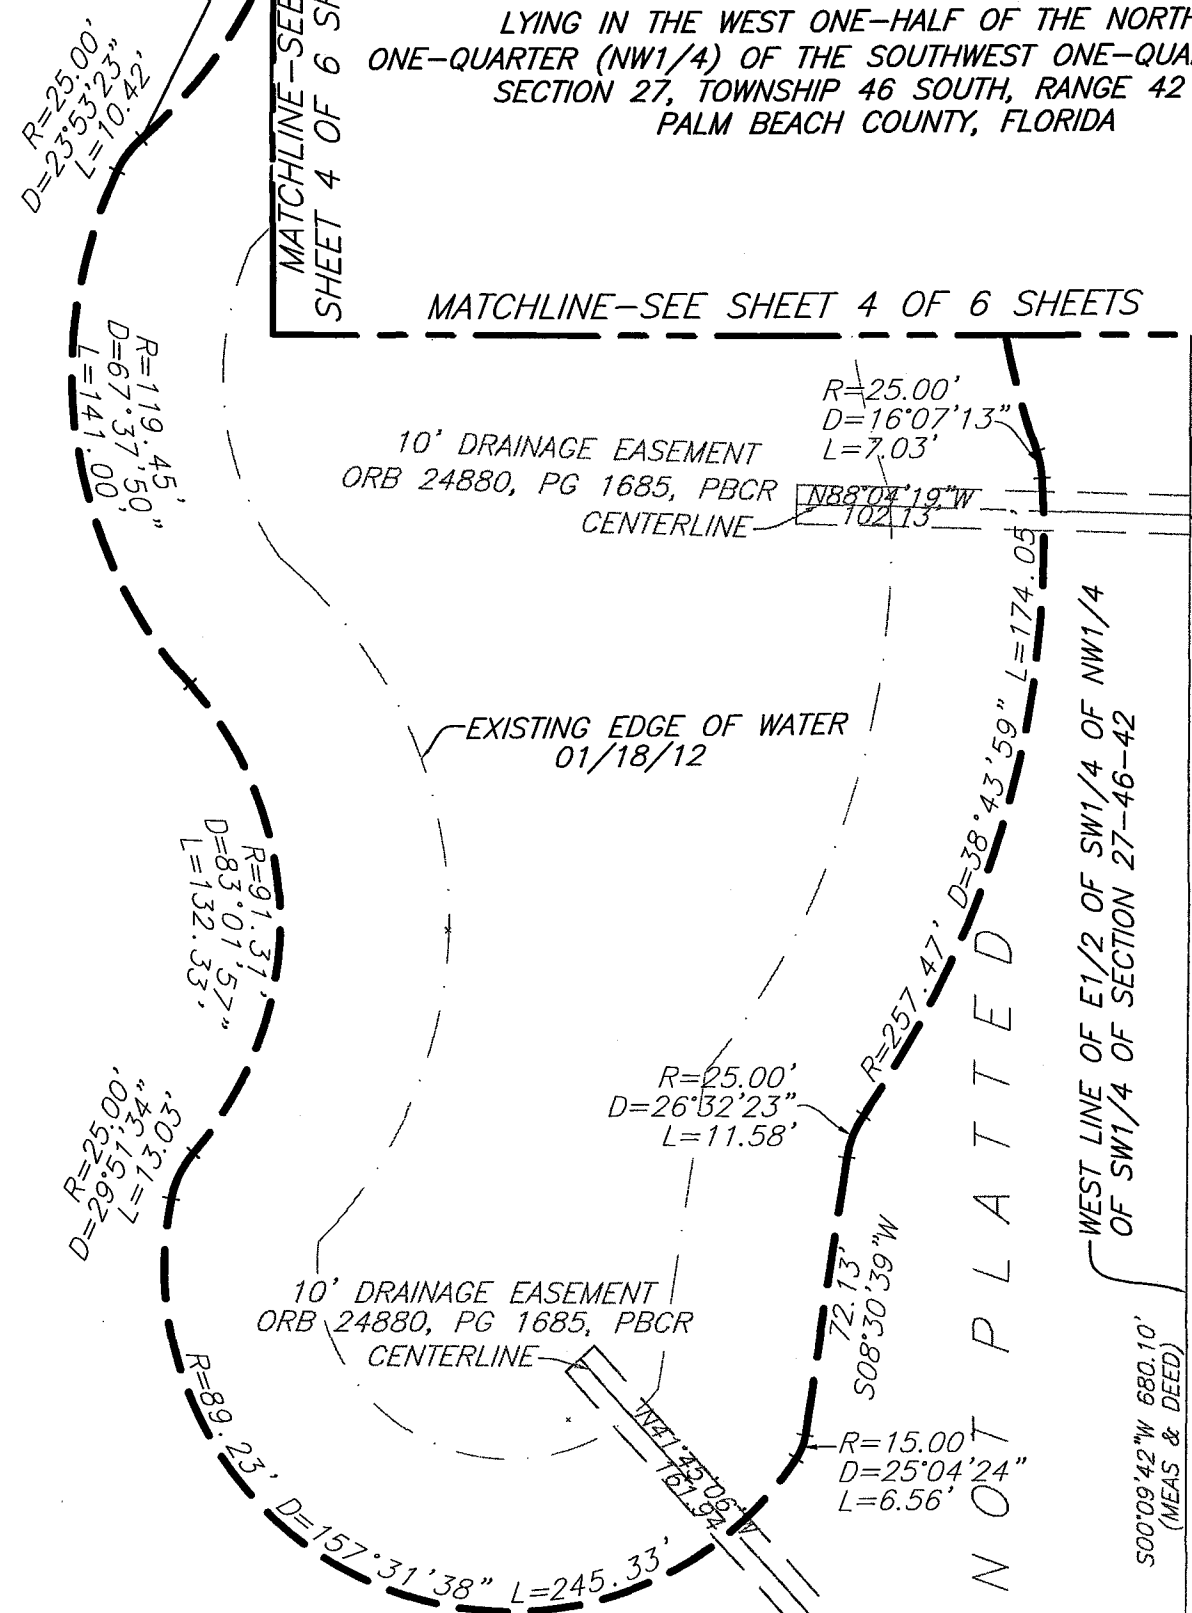 LYING IN THE WEST ONE-HALF OF THE NORTH
ONE-QUARTER (NW1/4) OF THE SOUTHWEST ONE-QUA
SECTION 27, TOWNSHIP 46 SOUTH, RANGE 42
PALM BEACH COUNTY, FLORIDA
R=25.00'
D=23°53'23"
L=10.42'
MATCHLINE-SEE
SHEET 4 OF 6 SH
MATCHLINE-SEE SHEET 4 OF 6 SHEETS
R=119.45'
D=67°37'50"
L=141.00'
R=25.00'
D=16°07'13"
L=7.03'
10' DRAINAGE EASEMENT
ORB 24880, PG 1685, PBCR
CENTERLINE
N88°04'19"W
102.13'
R=257.47' D=38°43'59" L=174.05'
EXISTING EDGE OF WATER
01/18/12
WEST LINE OF E1/2 OF SW1/4 OF NW1/4
OF SW1/4 OF SECTION 27-46-42
R=91.31'
D=83°01'57"
L=132.33'
NOT PLATTED
R=25.00'
D=26°32'23"
L=11.58'
R=25.00'
D=29°51'34"
L=13.03'
72.13'
S08°30'39"W
10' DRAINAGE EASEMENT
ORB 24880, PG 1685, PBCR
CENTERLINE
N41°45'06"W
161.94'
R=15.00'
D=25°04'24"
L=6.56'
S00°09'42"W 680.10'
(MEAS & DEED)
R=89.23' D=157°31'38" L=245.33'